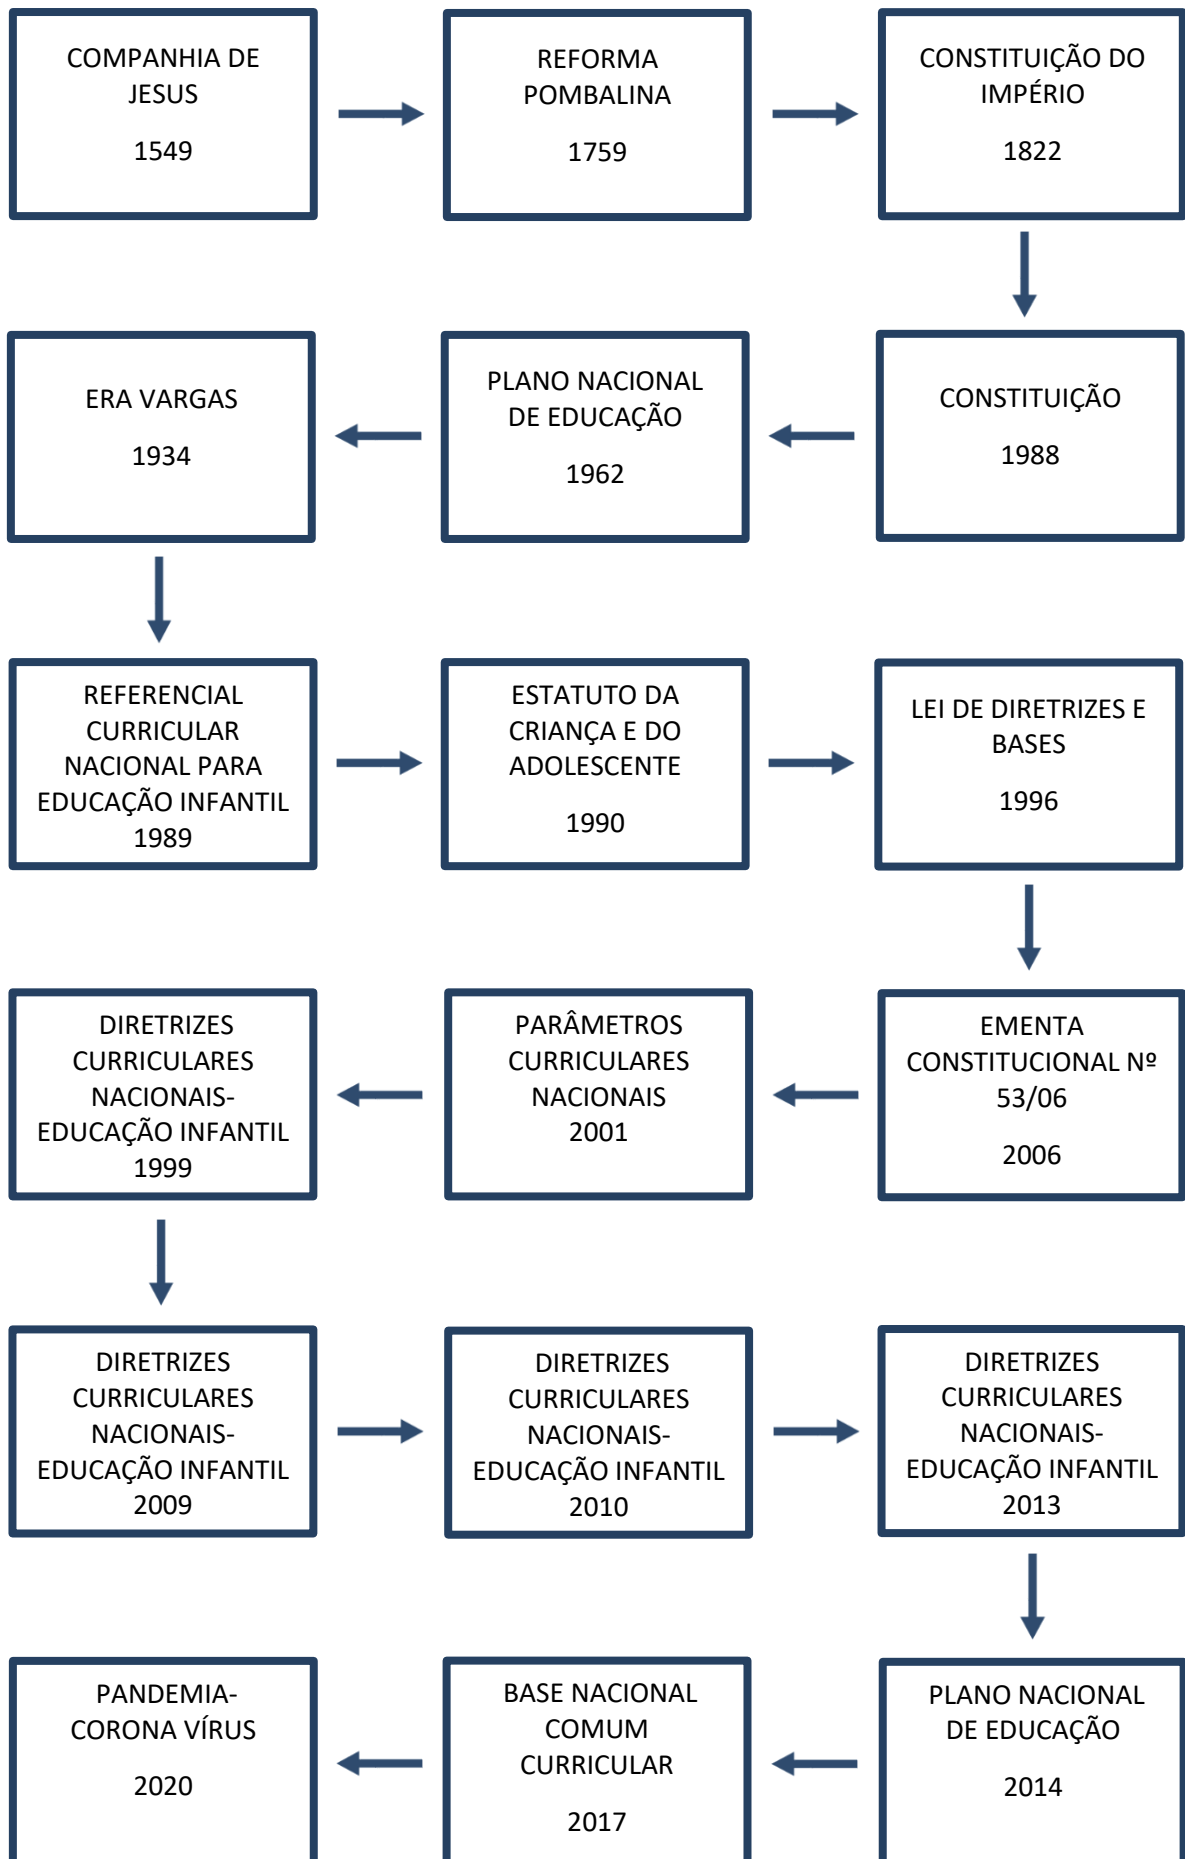 COMPANHIA DE
JESUS
1549
REFORMA
POMBALINA
1759
CONSTITUIÇÃO DO
IMPÉRIO
1822
ERA VARGAS
1934
PLANO NACIONAL
DE EDUCAÇÃO
1962
CONSTITUIÇÃO
1988
REFERENCIAL
CURRICULAR
NACIONAL PARA
EDUCAÇÃO INFANTIL
1989
ESTATUTO DA
CRIANÇA E DO
ADOLESCENTE
1990
LEI DE DIRETRIZES E
BASES
1996
DIRETRIZES
CURRICULARES
NACIONAIS-
EDUCAÇÃO INFANTIL
1999
PARÂMETROS
CURRICULARES
NACIONAIS
2001
EMENTA
CONSTITUCIONAL Nº
53/06
2006
DIRETRIZES
CURRICULARES
NACIONAIS-
EDUCAÇÃO INFANTIL
2009
DIRETRIZES
CURRICULARES
NACIONAIS-
EDUCAÇÃO INFANTIL
2010
DIRETRIZES
CURRICULARES
NACIONAIS-
EDUCAÇÃO INFANTIL
2013
PANDEMIA-
CORONA VÍRUS
2020
BASE NACIONAL
COMUM
CURRICULAR
2017
PLANO NACIONAL
DE EDUCAÇÃO
2014